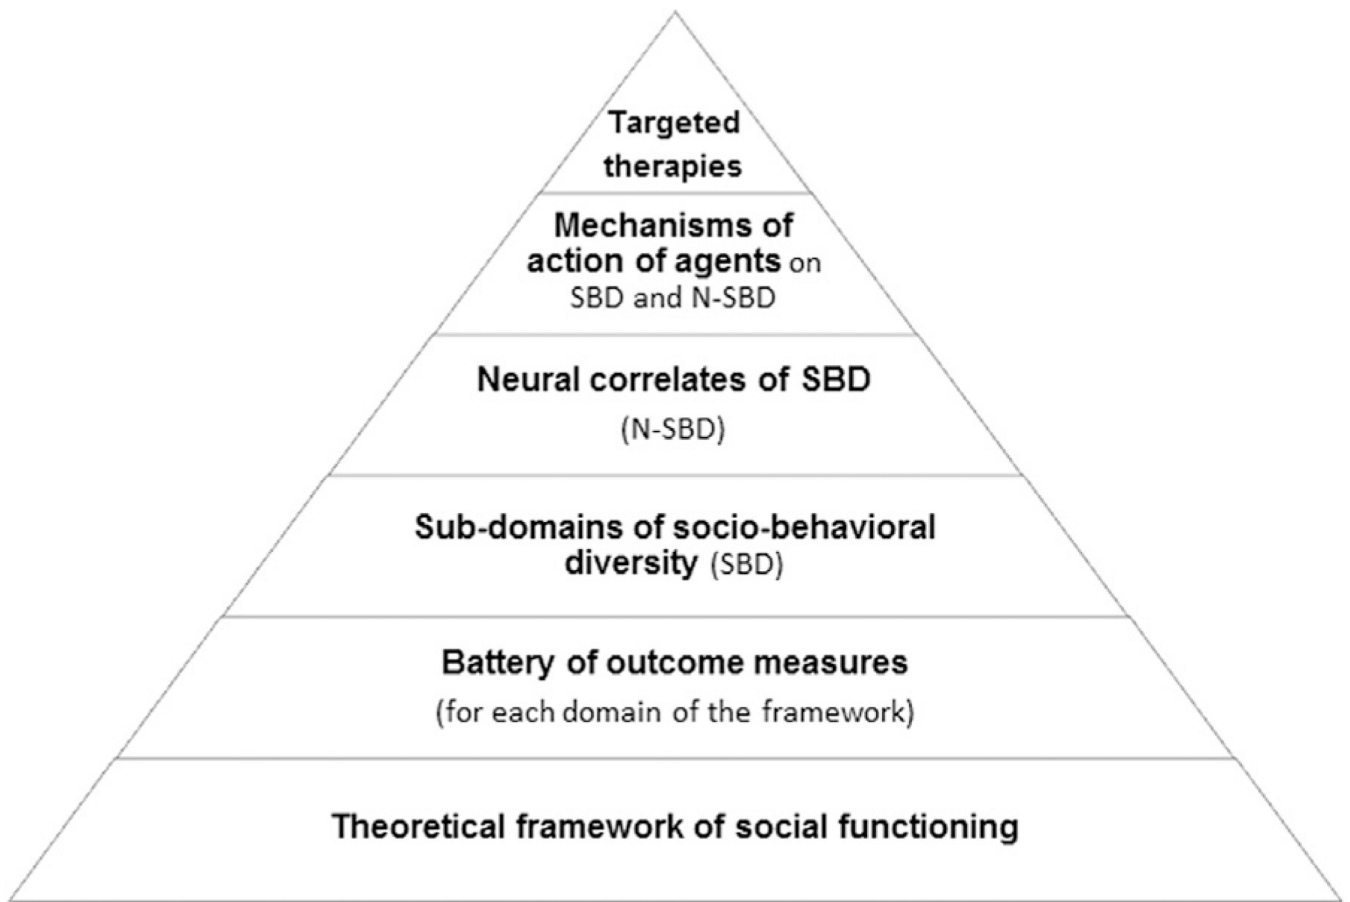 Targeted
therapies
Mechanisms of
action of agents on
SBD and N-SBD
Neural correlates of SBD
(N-SBD)
Sub-domains of socio-behavioral
diversity (SBD)
Battery of outcome measures
(for each domain of the framework)
Theoretical framework of social functioning